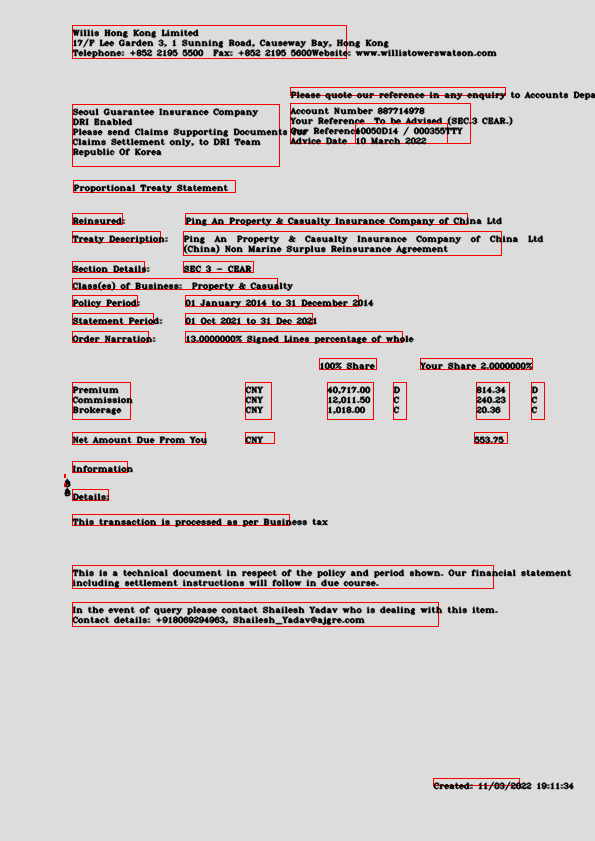 Willis Hong Kong Limited
17/F Lee Garden 3, 1 Sunning Road, Causeway Bay, Hong Kong
Telephone: +852 2195 5500 Fax: +852 2195 5600Website: www.willistowerswatson.com
Please quote our reference in any enquiry to Accounts Depa
Seoul Guarantee Insurance Company
DRI Enabled
Please send Claims Supporting Documents for
Claims Settlement only, to DRI Team
Republic Of Korea
Account Number 887714978
Your Reference To be Advised (SEC.3 CEAR.)
Our Reference 10050D14 / 000355TTY
Advice Date 10 March 2022
Proportional Treaty Statement
Reinsured: Ping An Property & Casualty Insurance Company of China Ltd
Treaty Description: Ping An Property & Casualty Insurance Company of China Ltd
(China) Non Marine Surplus Reinsurance Agreement
Section Details: SEC 3 - CEAR
Class(es) of Business: Property & Casualty
Policy Period: 01 January 2014 to 31 December 2014
Statement Period: 01 Oct 2021 to 31 Dec 2021
Order Narration: 13.0000000% Signed Lines percentage of whole
100% Share Your Share 2.0000000%
Premium CNY 40,717.00 D 814.34 D
Commission CNY 12,011.50 C 240.23 C
Brokerage CNY 1,018.00 C 20.36 C
Net Amount Due From You CNY 553.75
Information
Details:
This transaction is processed as per Business tax
This is a technical document in respect of the policy and period shown. Our financial statement
including settlement instructions will follow in due course.
In the event of query please contact Shailesh Yadav who is dealing with this item.
Contact details: +918069294963, Shailesh_Yadav@ajgre.com
Created: 11/03/2022 19:11:34